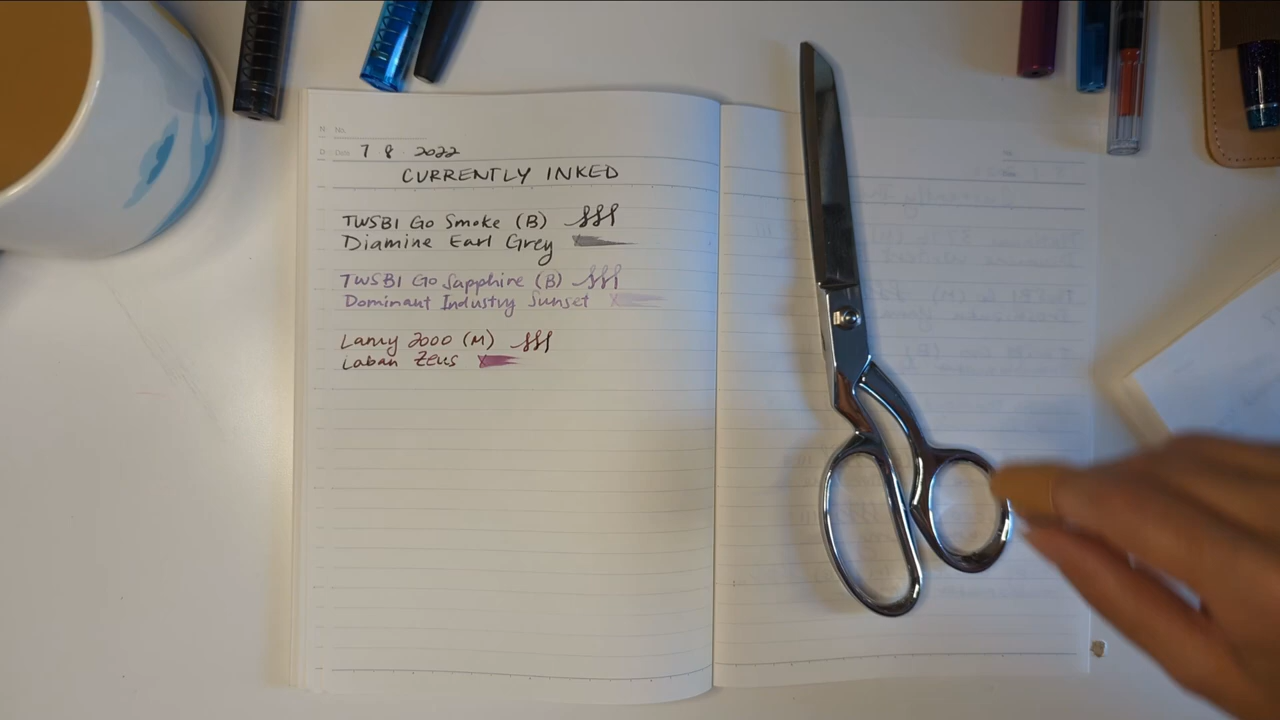 No.
Date 7 8 . 2022
CURRENTLY INKED
TWSBI Go Smoke (B)
Diamine Earl Grey
TWSBI Go Sapphire (B)
Dominant Industry Sunset
Lamy 2000 (M)
Laban Zeus